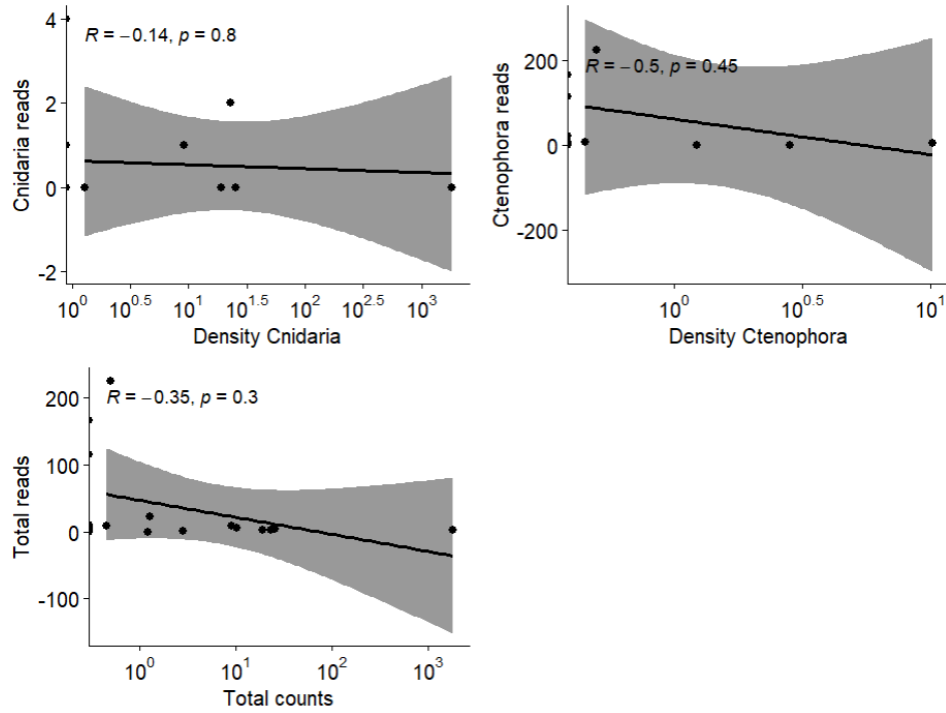 4
2
0
-2
Cnidaria reads
R = −0.14, p = 0.8
10^0 10^0.5 10^1 10^1.5 10^2 10^2.5 10^3
Density Cnidaria
200
0
-200
Ctenophora reads
R = −0.5, p = 0.45
10^0 10^0.5 10^1
Density Ctenophora
200
100
0
-100
Total reads
R = −0.35, p = 0.3
10^0 10^1 10^2 10^3
Total counts